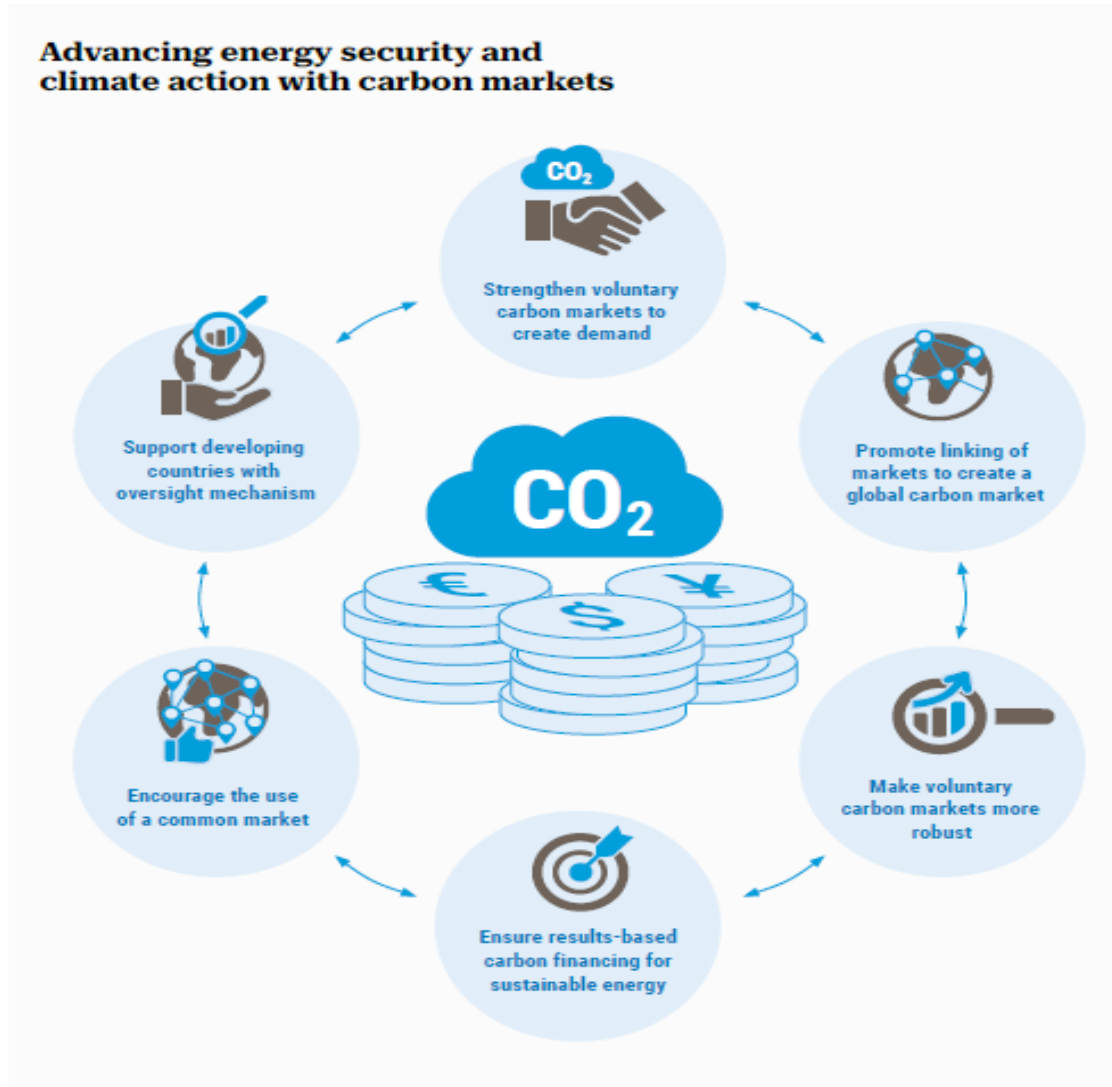 Advancing energy security and
climate action with carbon markets
CO₂
Strengthen voluntary
carbon markets to
create demand
Promote linking of
markets to create a
global carbon market
Make voluntary
carbon markets more
robust
Ensure results-based
carbon financing for
sustainable energy
Encourage the use
of a common market
Support developing
countries with
oversight mechanism
CO₂
€
$
¥